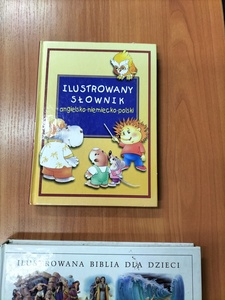 ILUSTROWANY
SŁOWNIK
angielsko-niemiecko-polski
ILUSTROWANA BIBLIA DLA DZIECI